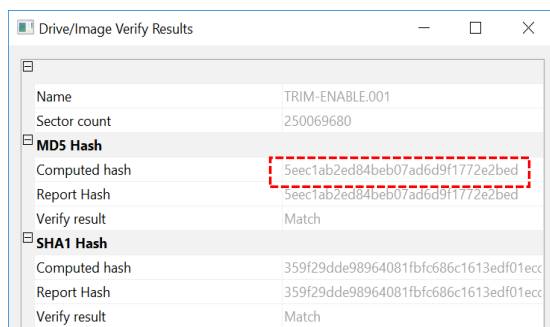 Drive/Image Verify Results
Name TRIM-ENABLE.001
Sector count 250069680
MD5 Hash
Computed hash 5eec1ab2ed84beb07ad6d9f1772e2bed
Report Hash 5eec1ab2ed84beb07ad6d9f1772e2bed
Verify result Match
SHA1 Hash
Computed hash 359f29dde98964081fbfc686c1613edf01ecc
Report Hash 359f29dde98964081fbfc686c1613edf01ecc
Verify result Match